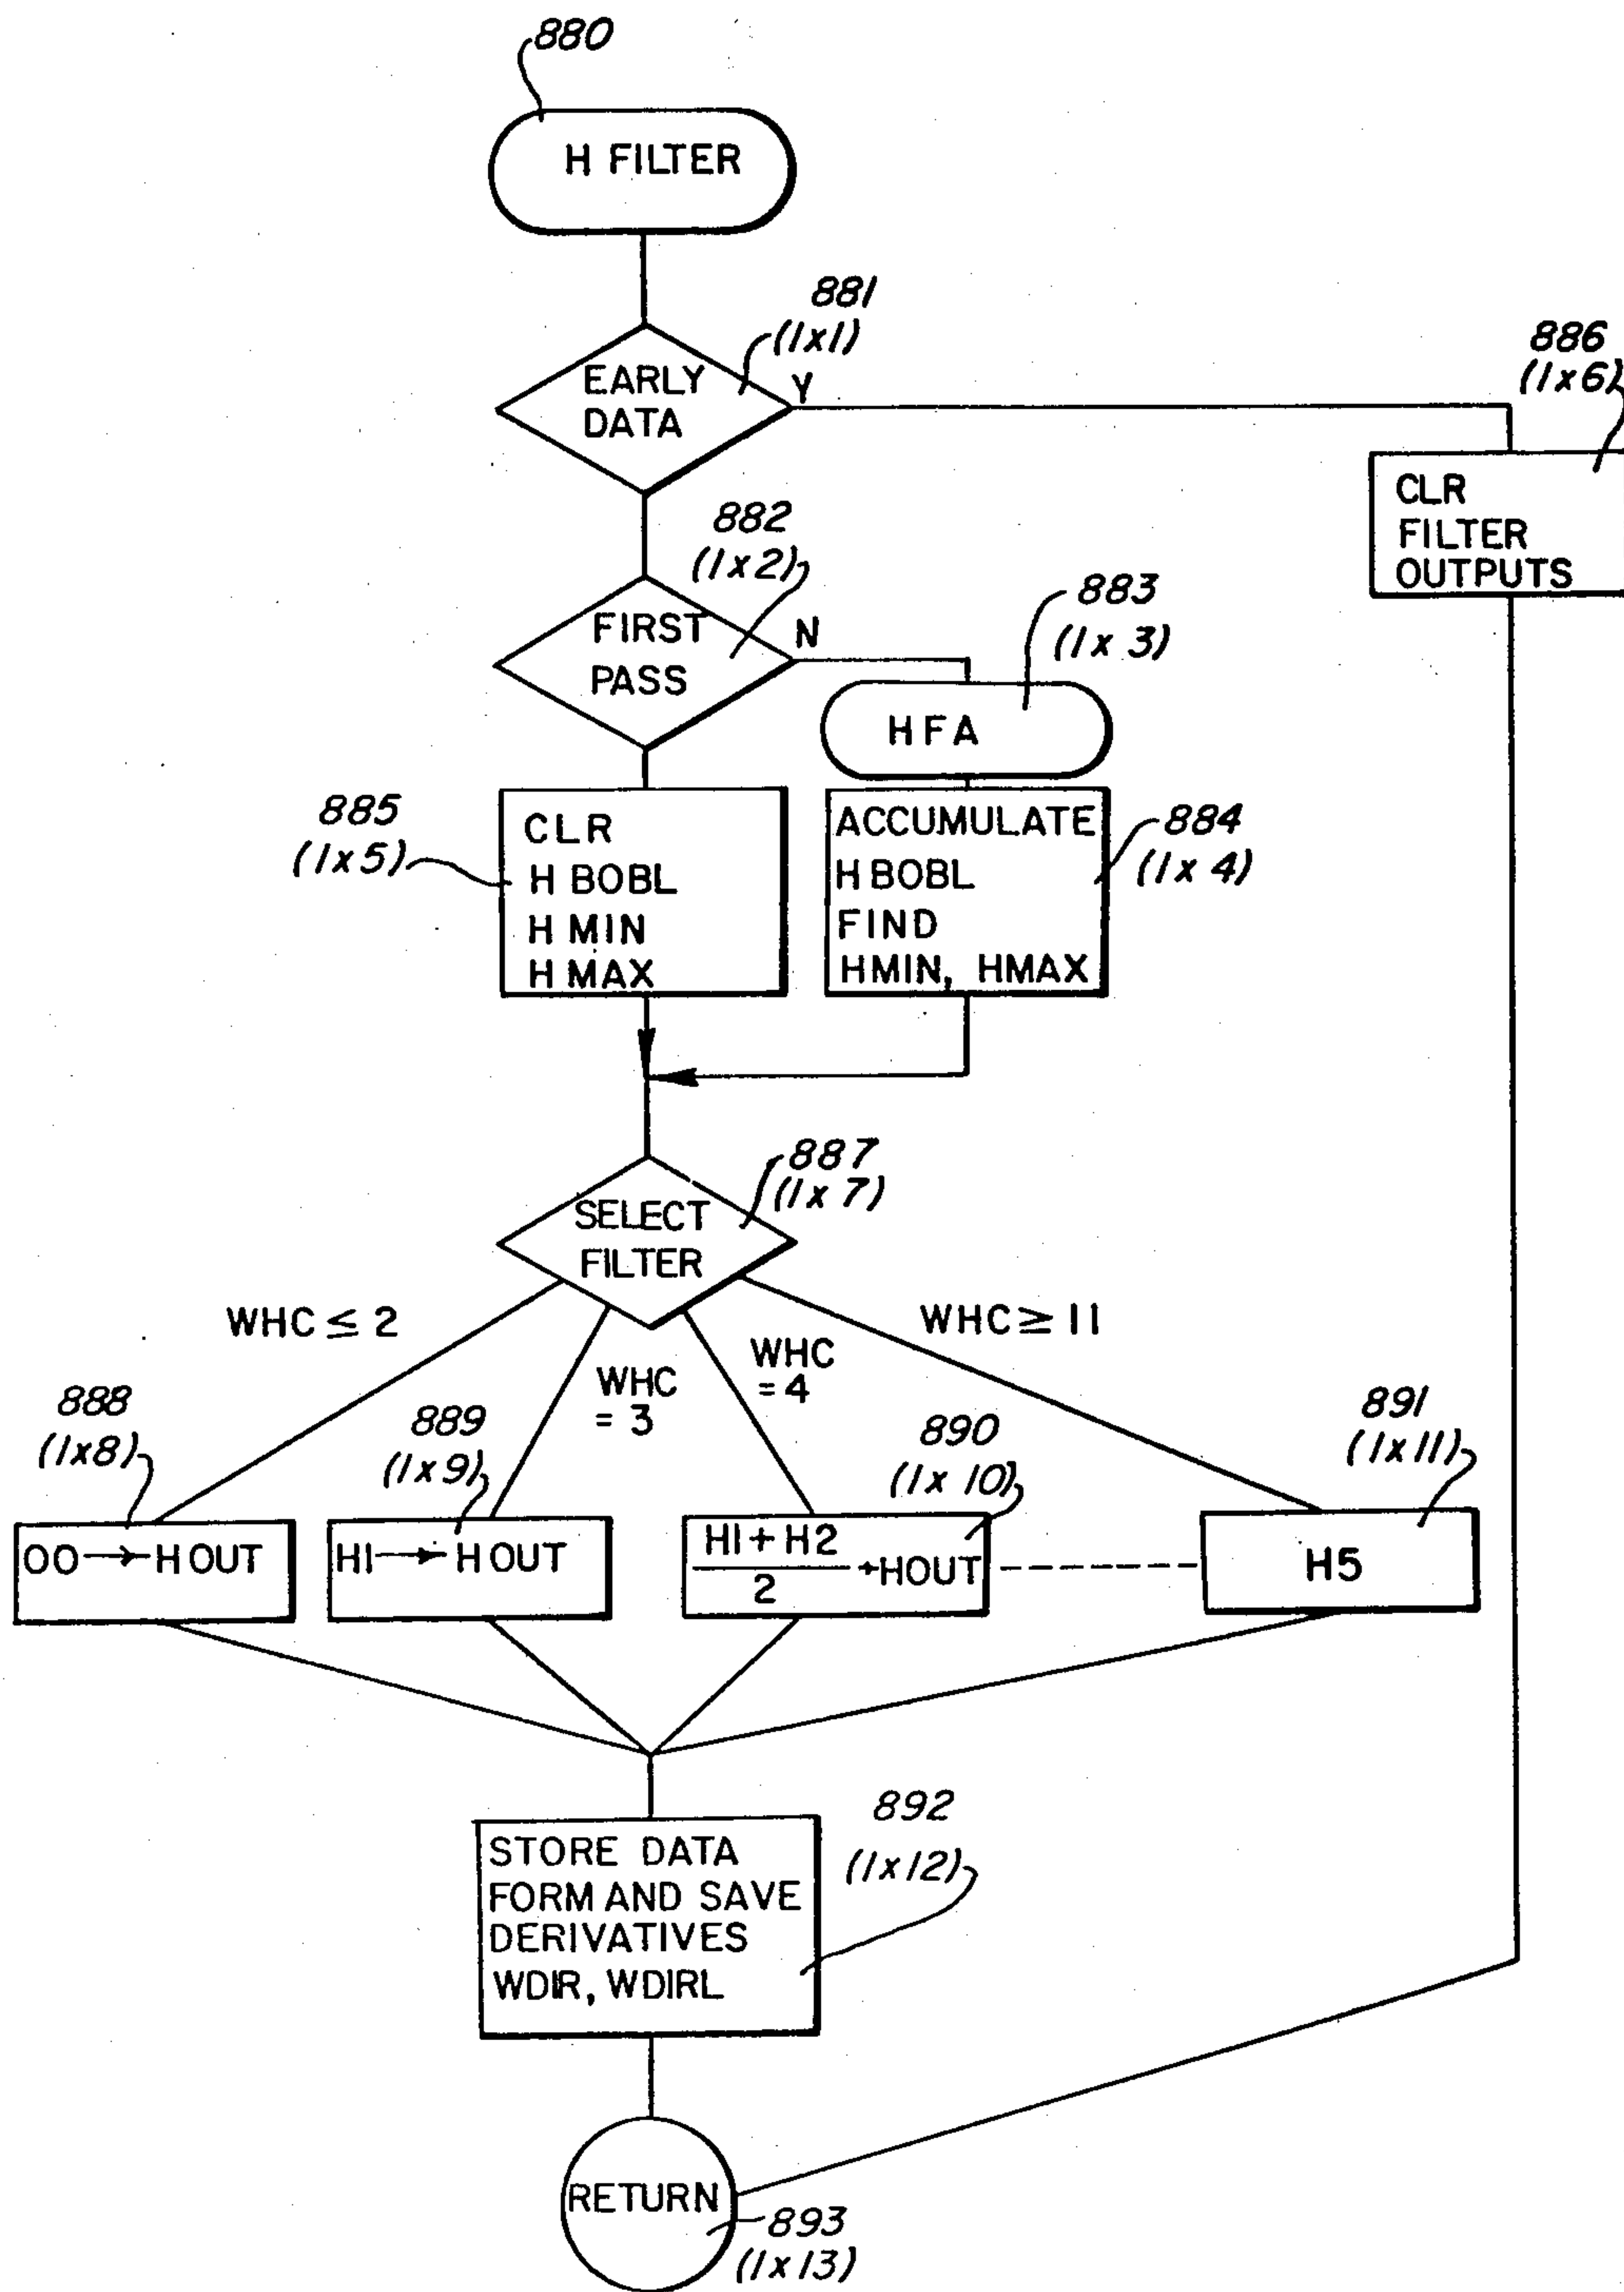 880
H FILTER
881
(1x1)
EARLY
DATA
Y
886
(1x6)
CLR
FILTER
OUTPUTS
882
(1x2)
FIRST
PASS
N
883
(1x 3)
HFA
885
(1x5)
CLR
H BOBL
H MIN
H MAX
ACCUMULATE
H BOBL
FIND
HMIN, HMAX
884
(1x 4)
887
(1x 7)
SELECT
FILTER
WHC ≤ 2
WHC
= 3
WHC
=4
WHC ≥ 11
888
(1x8)
889
(1x9)
890
(1x 10)
891
(1x11)
00→HOUT
H1→HOUT
H1+H2
2
→HOUT
H5
892
(1x12)
STORE DATA
FORM AND SAVE
DERIVATIVES
WDIR, WDIRL
RETURN
893
(1x13)